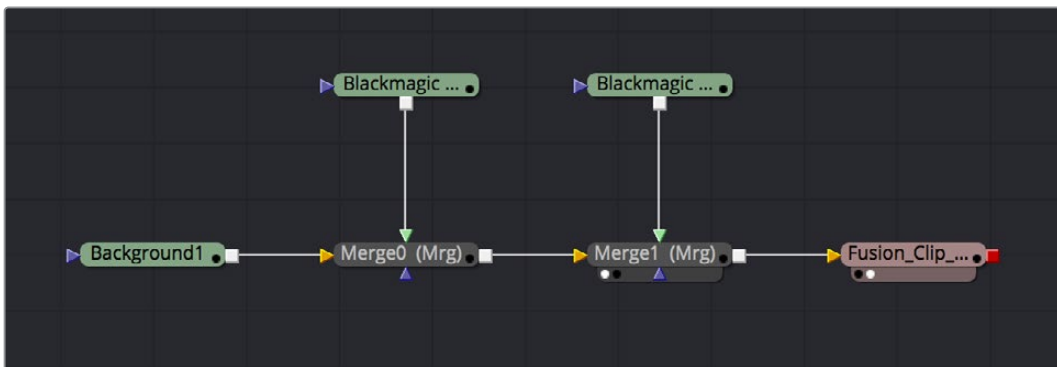 Blackmagic ...
Blackmagic ...
Background1
Merge0 (Mrg)
Merge1 (Mrg)
Fusion_Clip_...